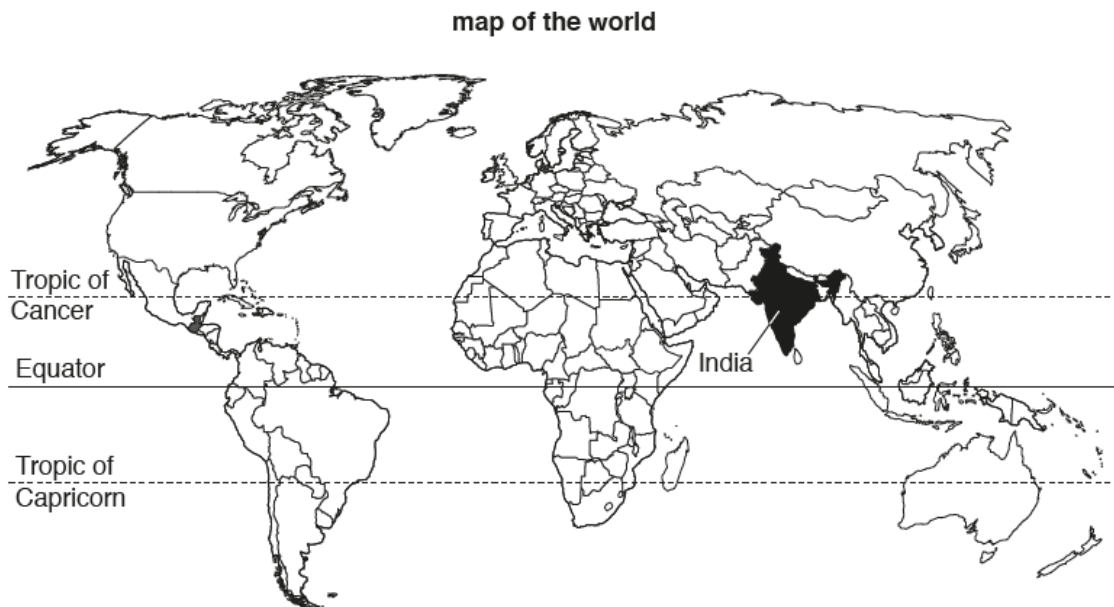 map of the world
Tropic of
Cancer
Equator
India
Tropic of
Capricorn